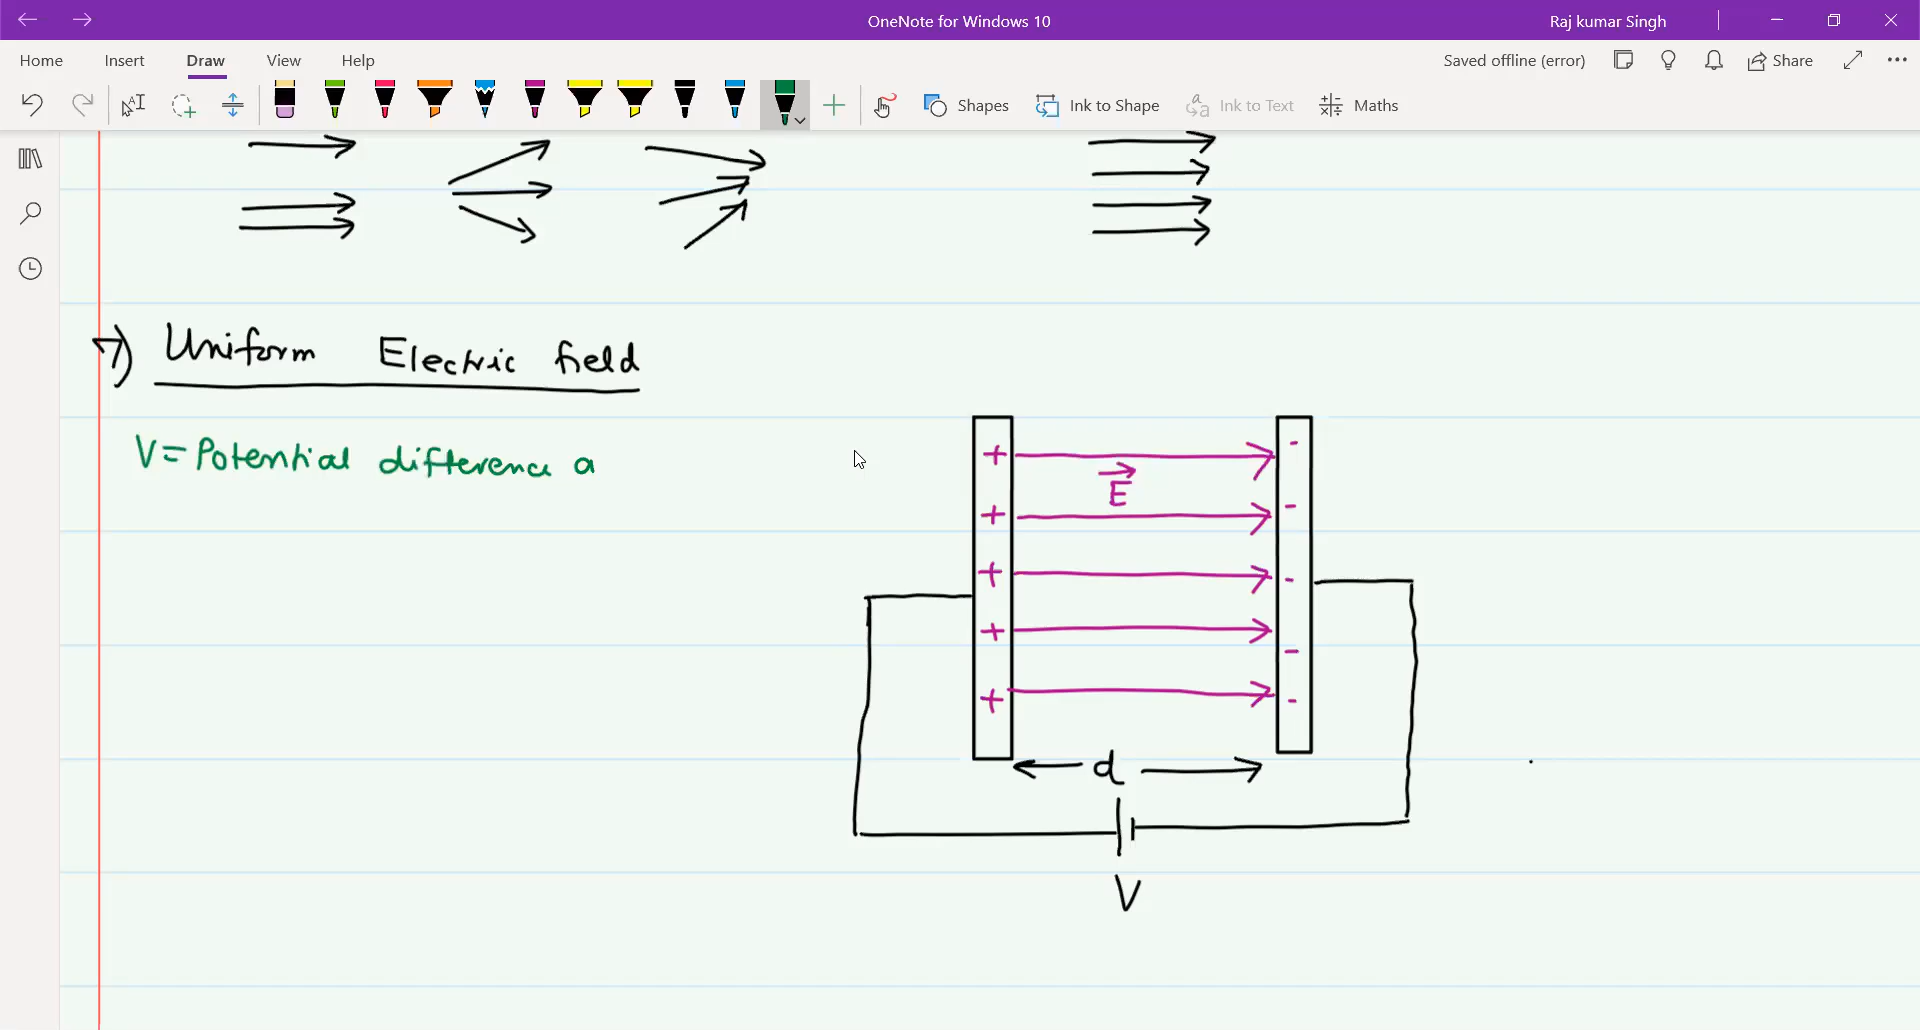 OneNote for Windows 10
Raj kumar Singh
Home Insert Draw View Help
Saved offline (error)
Share
Shapes
Ink to Shape
Ink to Text
Maths
7) Uniform Electric field
V = Potential difference a
+ -
E
+ -
+ -
+ -
+ -
d
V